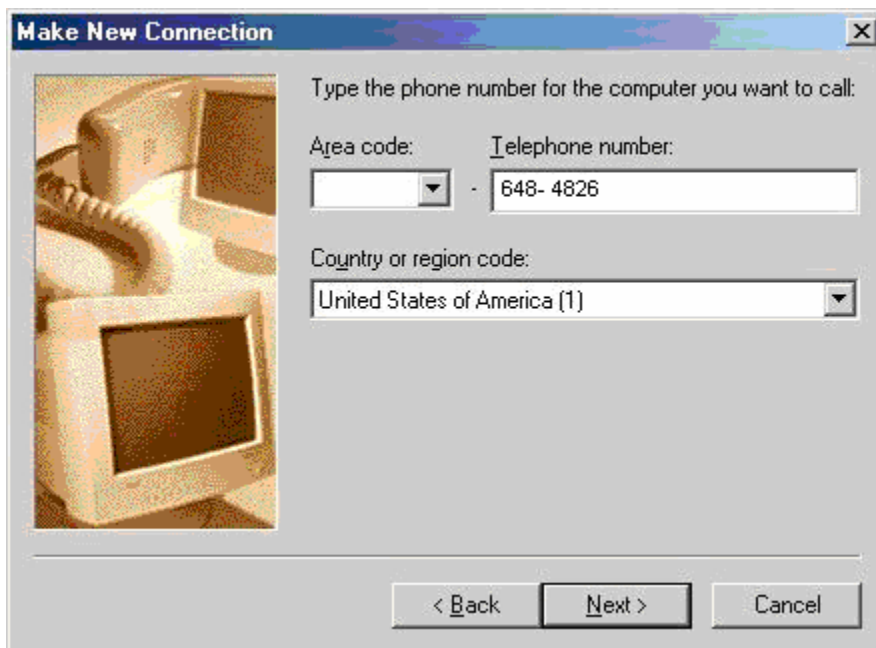 Make New Connection
Type the phone number for the computer you want to call:
Area code: Telephone number:
- 648- 4826
Country or region code:
United States of America (1)
< Back Next > Cancel